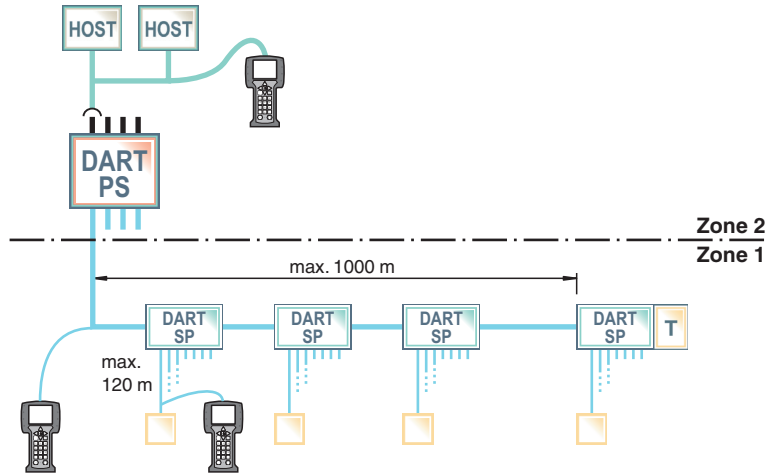 HOST
HOST
DART
PS
Zone 2
Zone 1
max. 1000 m
DART
SP
DART
SP
DART
SP
DART
SP
T
max.
120 m